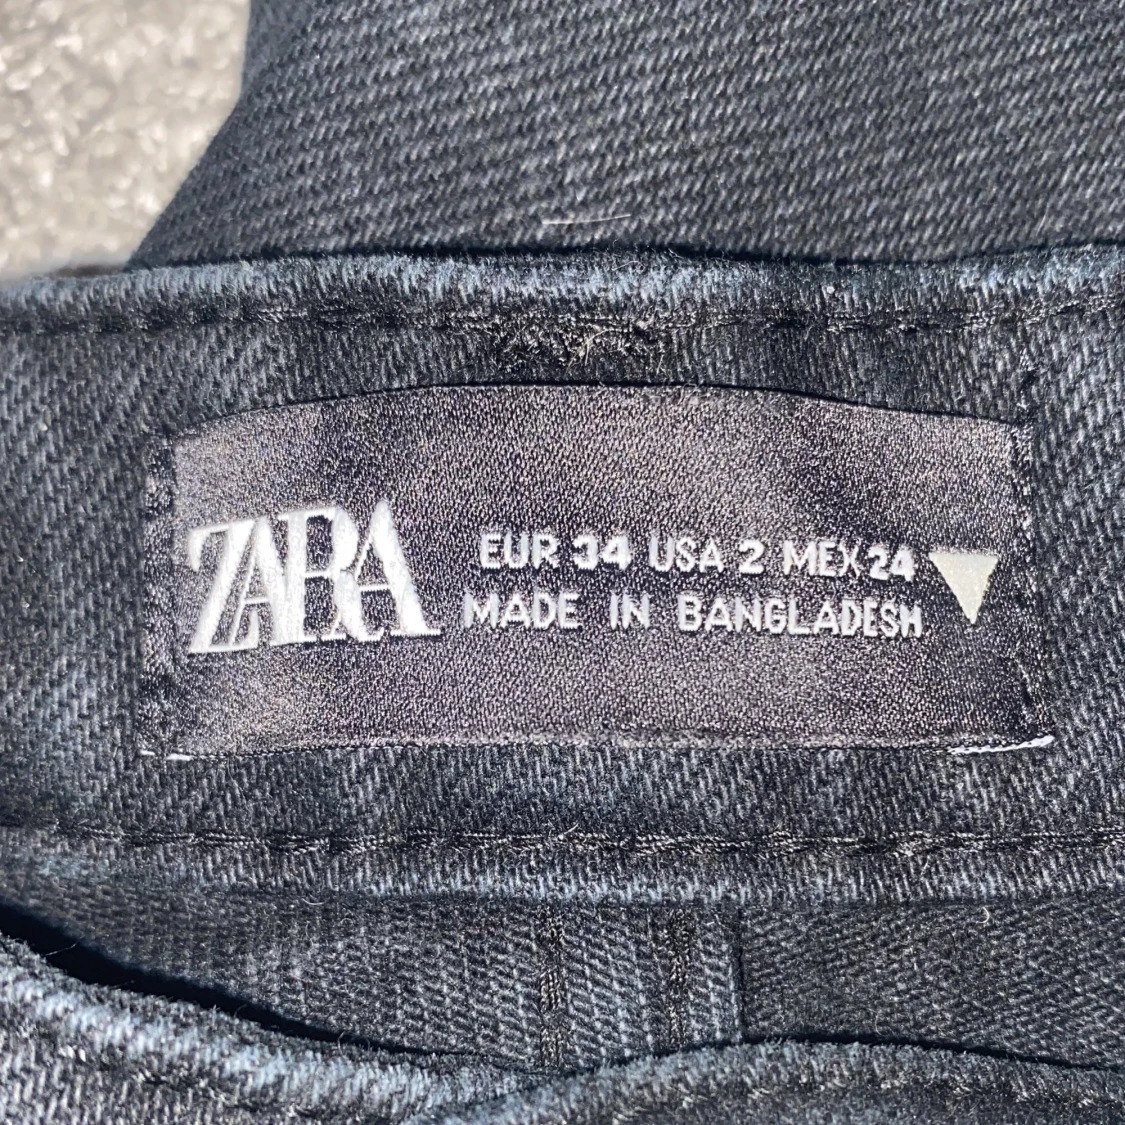 ZARA
EUR 34 USA 2 MEX 24
MADE IN BANGLADESH